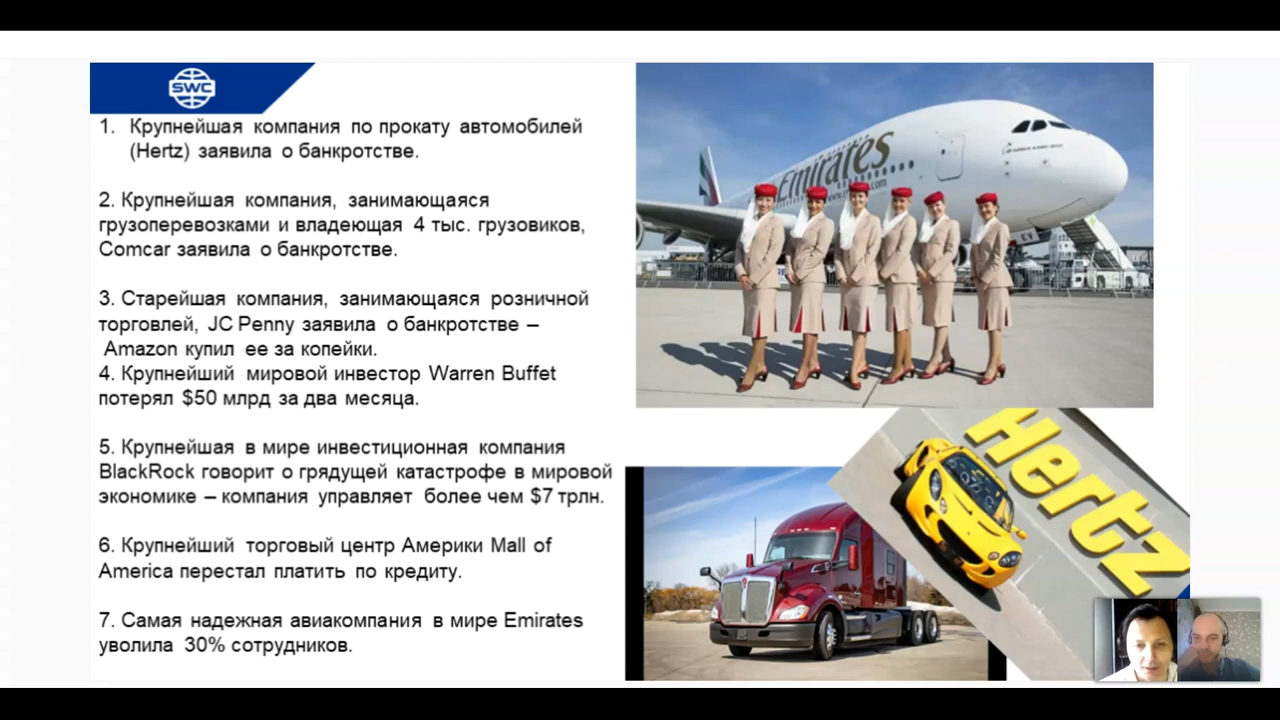 SWC
1. Крупнейшая компания по прокату автомобилей
(Hertz) заявила о банкротстве.
2. Крупнейшая компания, занимающаяся
грузоперевозками и владеющая 4 тыс. грузовиков,
Comcar заявила о банкротстве.
3. Старейшая компания, занимающаяся розничной
торговлей, JC Penny заявила о банкротстве –
Amazon купил ее за копейки.
4. Крупнейший мировой инвестор Warren Buffet
потерял $50 млрд за два месяца.
5. Крупнейшая в мире инвестиционная компания
BlackRock говорит о грядущей катастрофе в мировой
экономике – компания управляет более чем $7 трлн.
6. Крупнейший торговый центр Америки Mall of
America перестал платить по кредиту.
7. Самая надежная авиакомпания в мире Emirates
уволила 30% сотрудников.
Emirates
Hertz